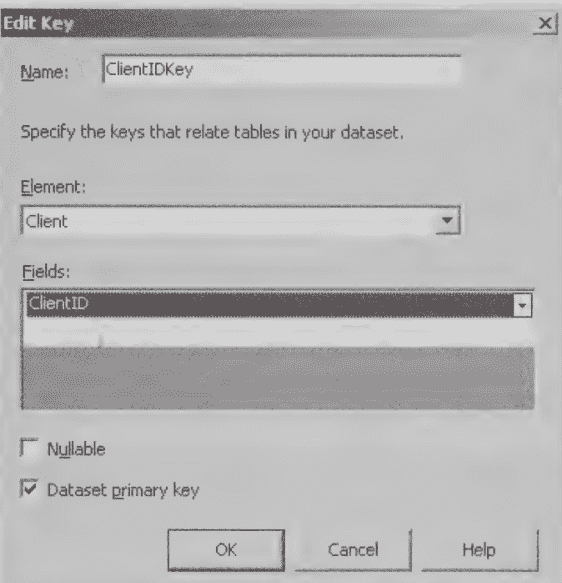 Edit Key
Name: ClientIDKey
Specify the keys that relate tables in your dataset.
Element:
Client
Fields:
ClientID
Nullable
Dataset primary key
OK Cancel Help